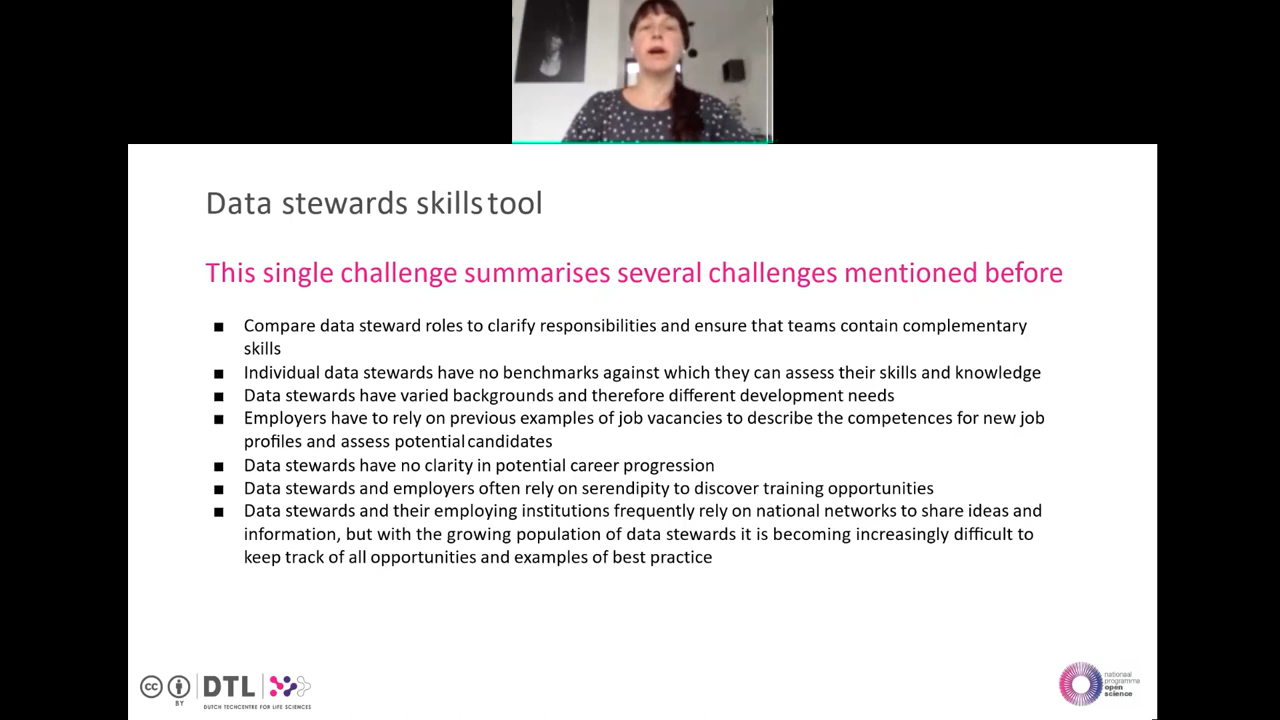 Data stewards skills tool
This single challenge summarises several challenges mentioned before
■ Compare data steward roles to clarify responsibilities and ensure that teams contain complementary
skills
■ Individual data stewards have no benchmarks against which they can assess their skills and knowledge
■ Data stewards have varied backgrounds and therefore different development needs
■ Employers have to rely on previous examples of job vacancies to describe the competences for new job
profiles and assess potential candidates
■ Data stewards have no clarity in potential career progression
■ Data stewards and employers often rely on serendipity to discover training opportunities
■ Data stewards and their employing institutions frequently rely on national networks to share ideas and
information, but with the growing population of data stewards it is becoming increasingly difficult to
keep track of all opportunities and examples of best practice
cc
BY
DTL
DUTCH TECHCENTRE FOR LIFE SCIENCES
nationaal
programma
open
science